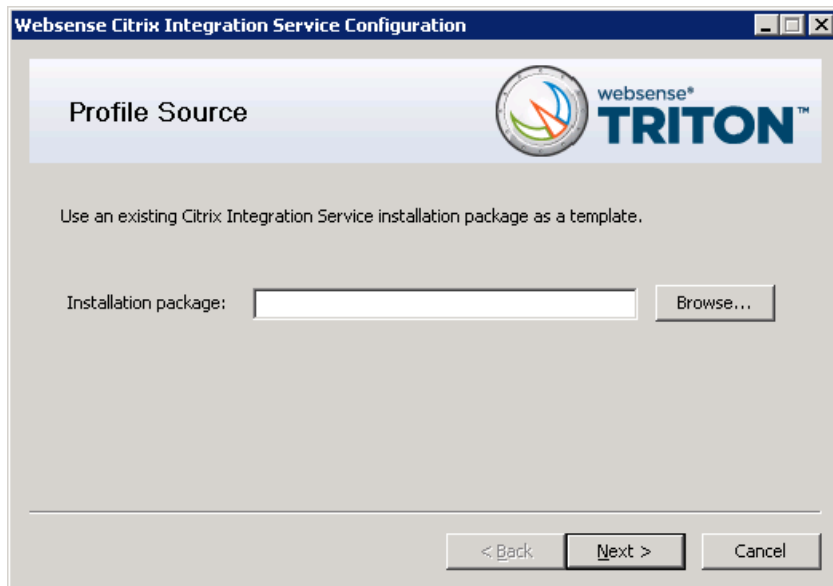 Websense Citrix Integration Service Configuration
Profile Source
websense®
TRITON™
Use an existing Citrix Integration Service installation package as a template.
Installation package:
Browse...
< Back
Next >
Cancel